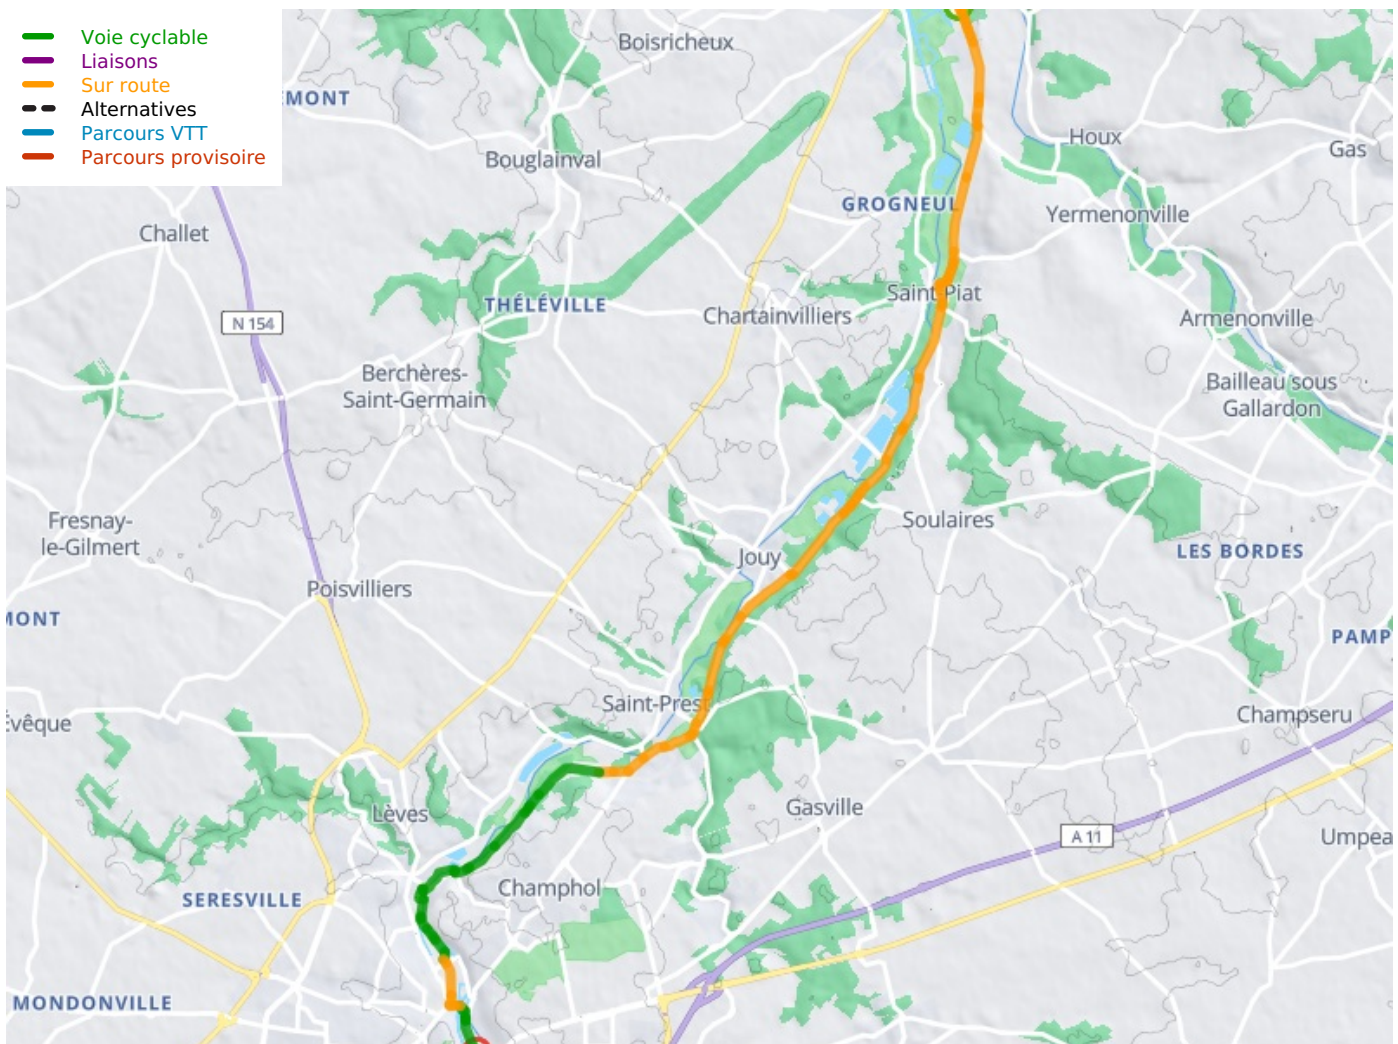 Voie cyclable
Liaisons
Sur route
Alternatives
Parcours VTT
Parcours provisoire
Boisricheux
EMONT
Houx
Gas
Bouglainval
GROGNEUL
Yermenonville
Challet
Saint-Piat
THÉLÉVILLE
Chartainvilliers
Armenonville
N 154
Berchères-
Saint-Germain
Bailleau sous
Gallardon
Fresnay-
le-Gilmert
Soulaires
LES BORDES
Jouy
Poisvilliers
MONT
PAMP
Saint-Prest
Évêque
Champseru
Lèves
Gasville
A 11
Umpea
Champhol
SERESVILLE
MONDONVILLE